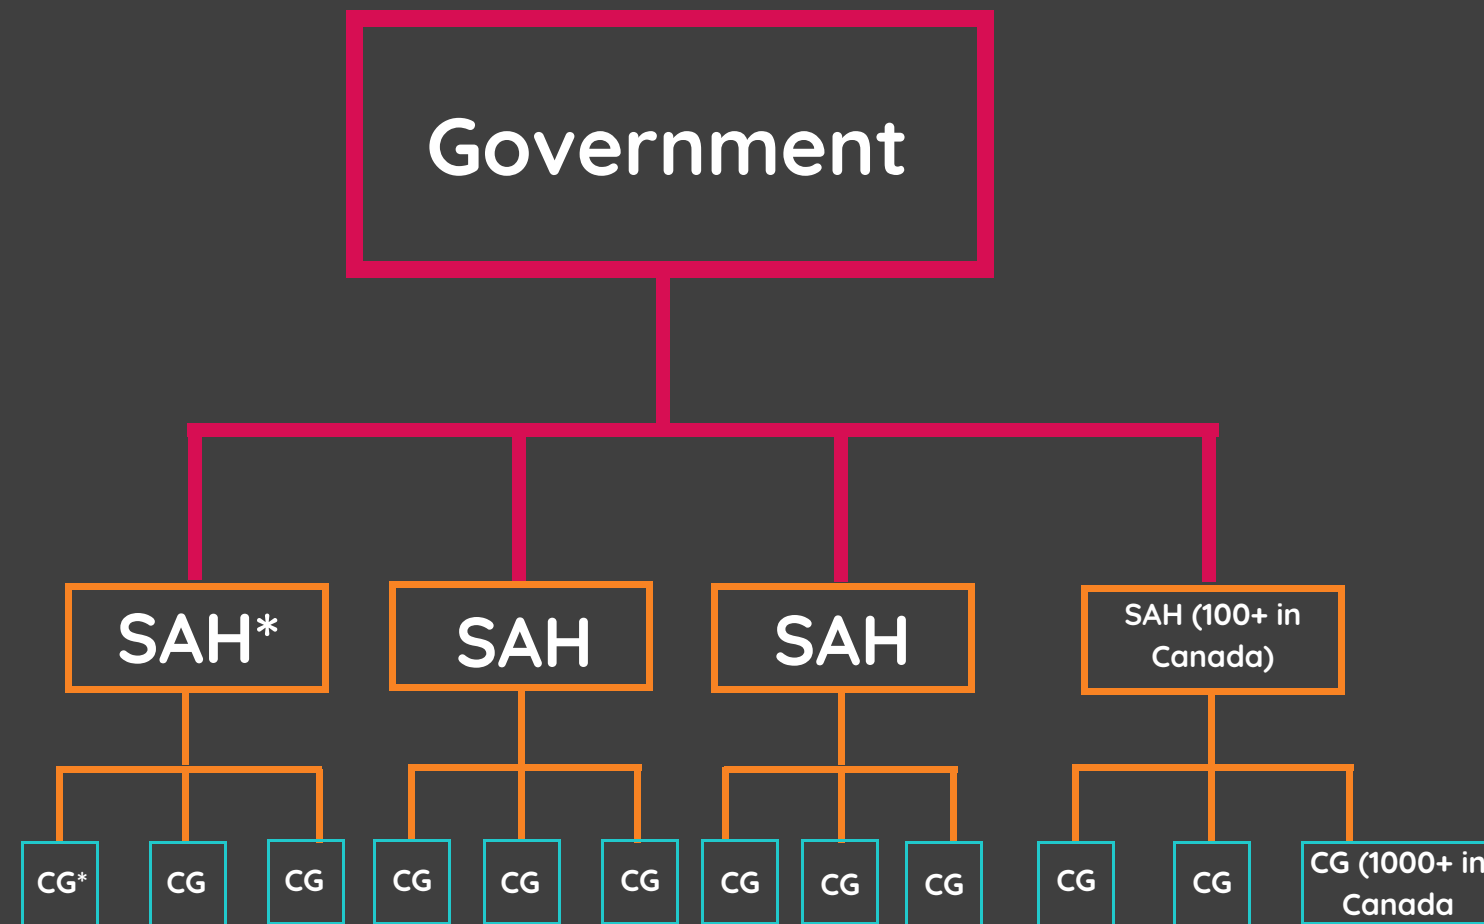 Government
SAH*
SAH
SAH
SAH (100+ in
Canada)
CG*
CG
CG
CG
CG
CG
CG
CG
CG
CG
CG
CG (1000+ in
Canada